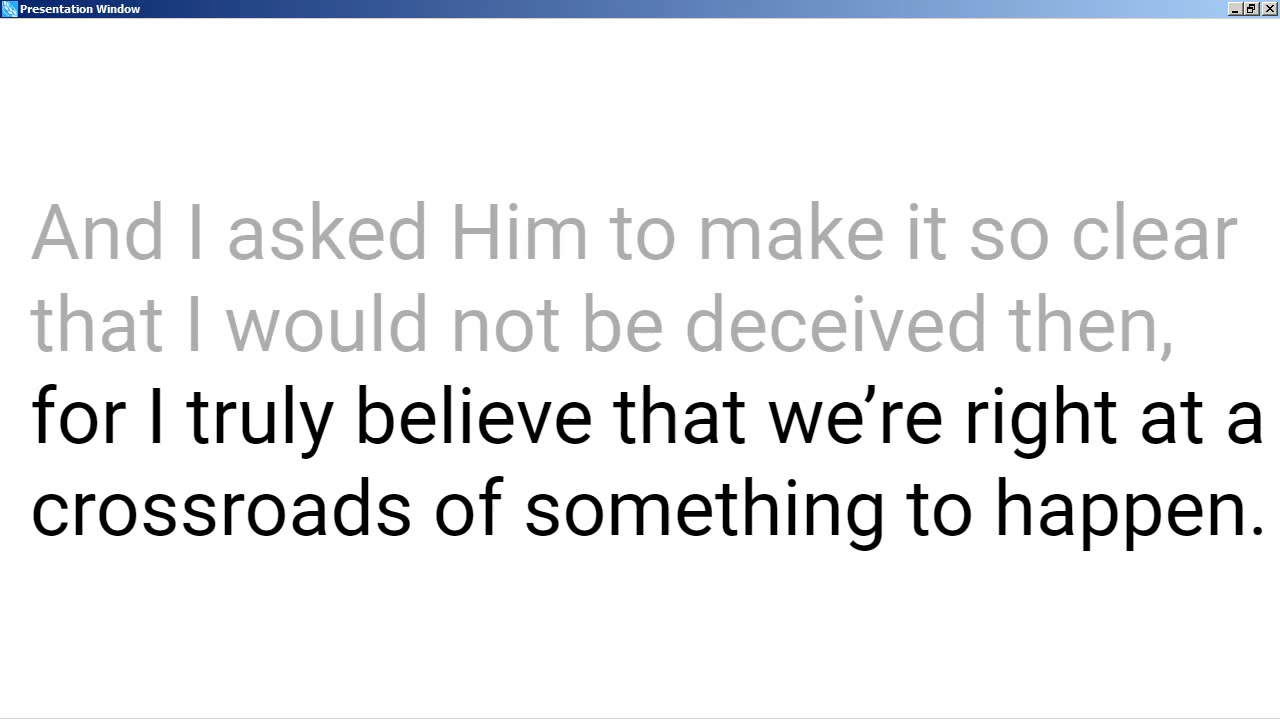 Presentation Window
And I asked Him to make it so clear
that I would not be deceived then,
for I truly believe that we’re right at a
crossroads of something to happen.